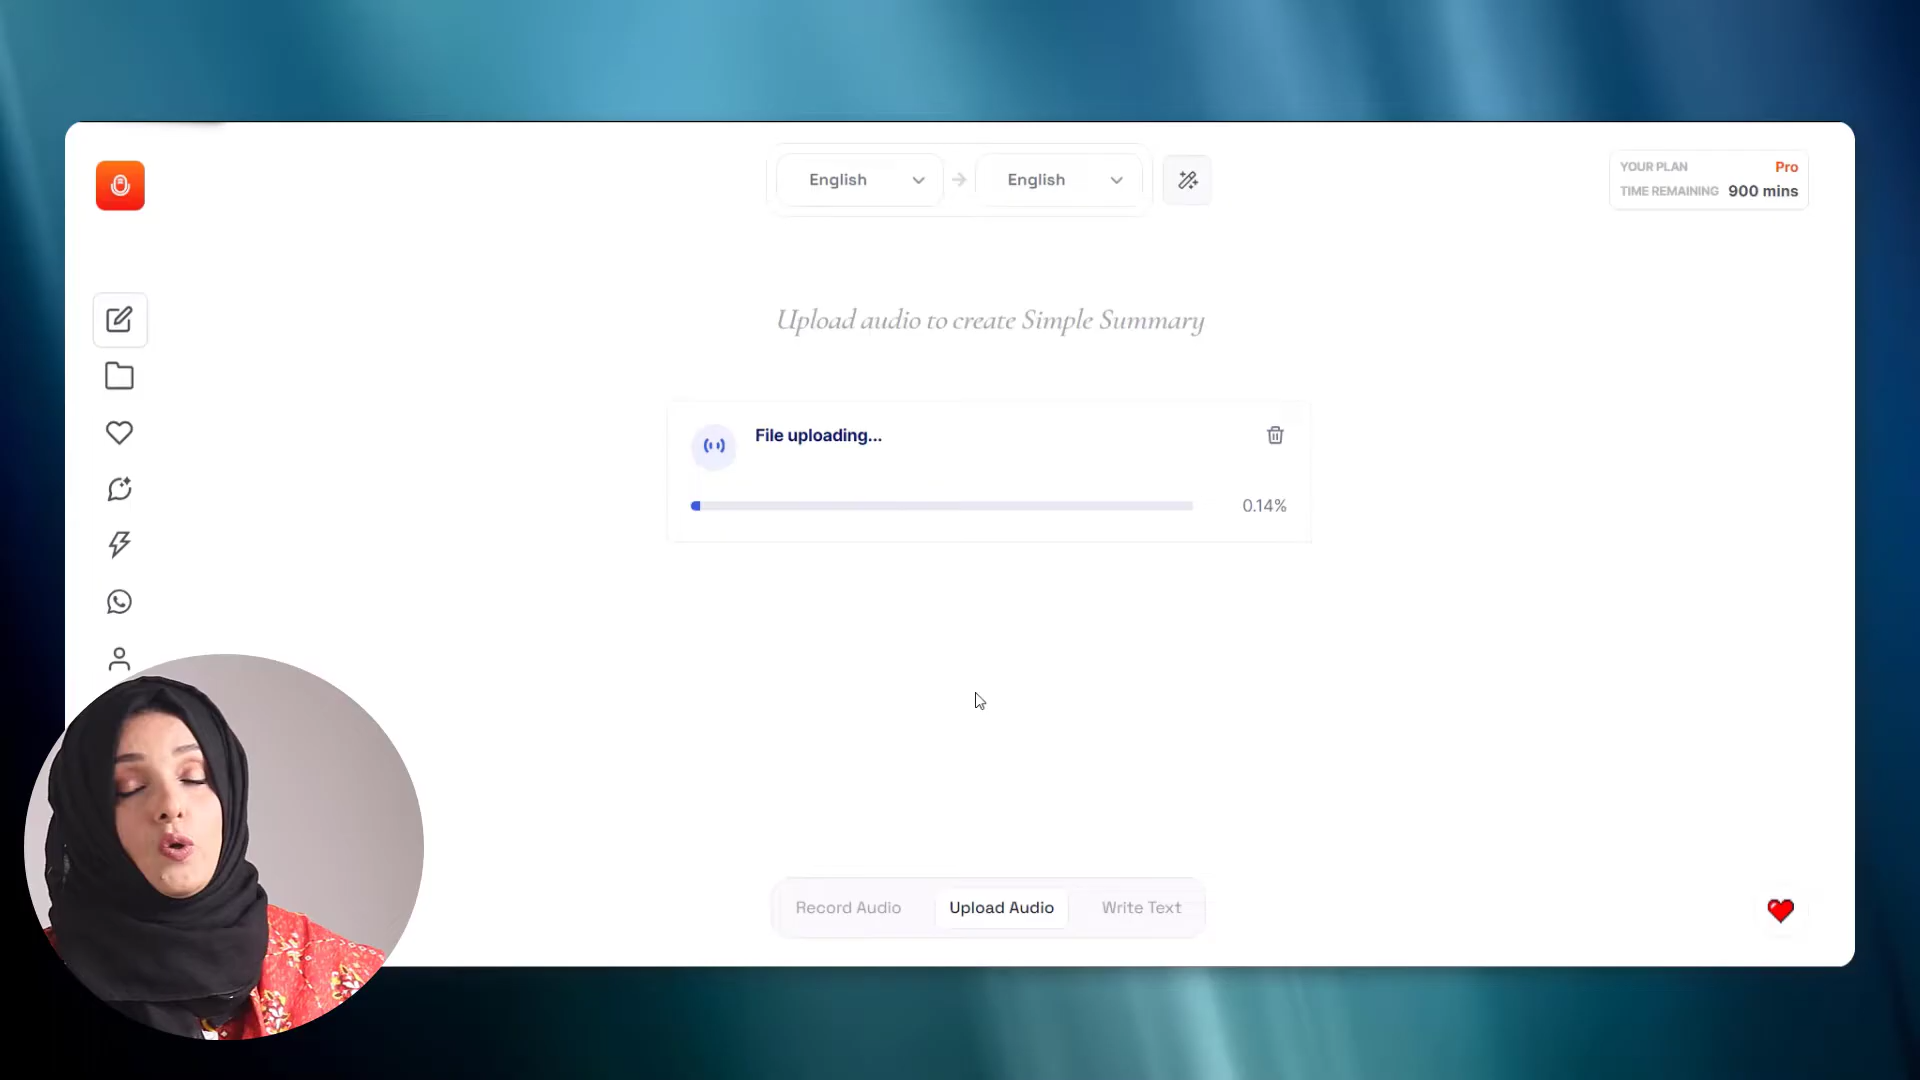 English
English
YOUR PLAN Pro
TIME REMAINING 900 mins
Upload audio to create Simple Summary
File uploading...
0.14%
Record Audio
Upload Audio
Write Text